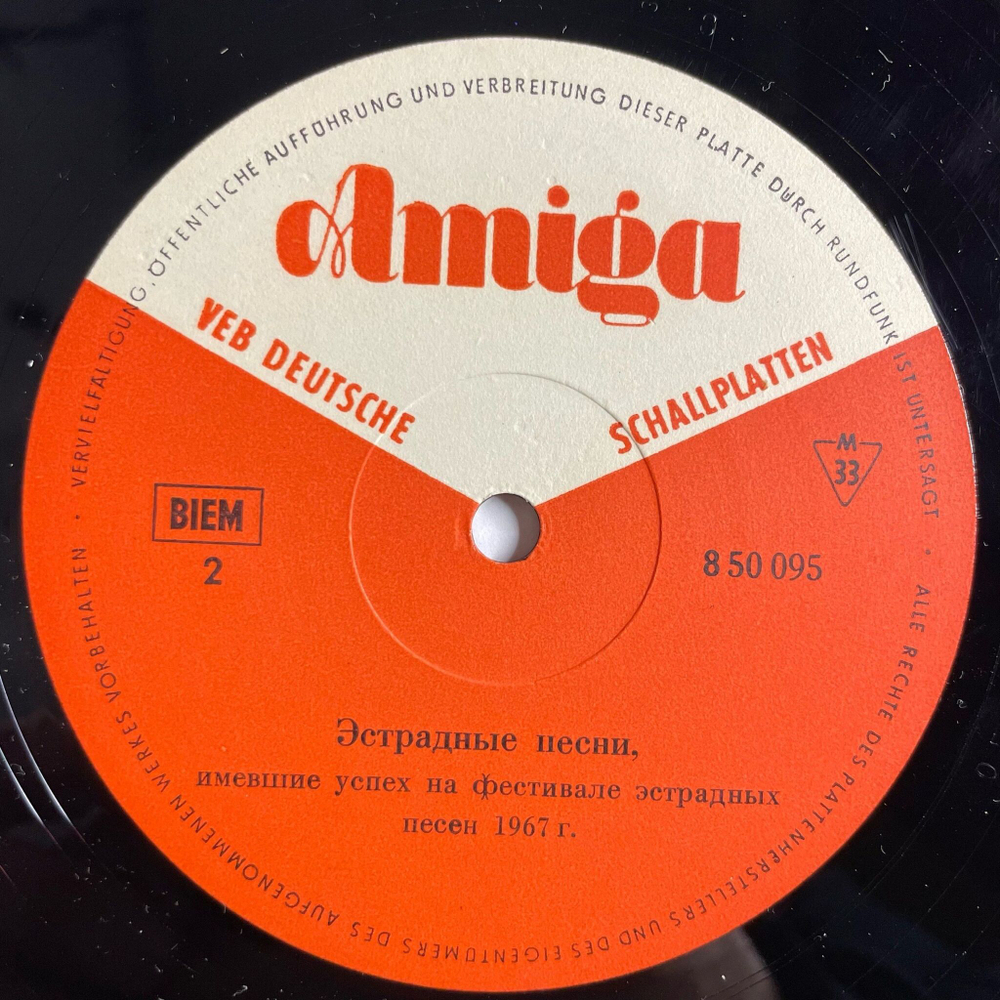 VERVIELFÄLTIGUNG, ÖFFENTLICHE AUFFÜHRUNG UND VERBREITUNG DIESER PLATTE DURCH RUNDFUNK IST UNTERSAGT · ALLE RECHTE DES PLATTENHERSTELLERS UND DES EIGENTÜMERS DES AUFGENOMMENEN WERKES VORBEHALTEN ·
Amiga
VEB DEUTSCHE SCHALLPLATTEN
M
33
BIEM
2
8 50 095
Эстрадные песни,
имевшие успех на фестивале эстрадных
песен 1967 г.